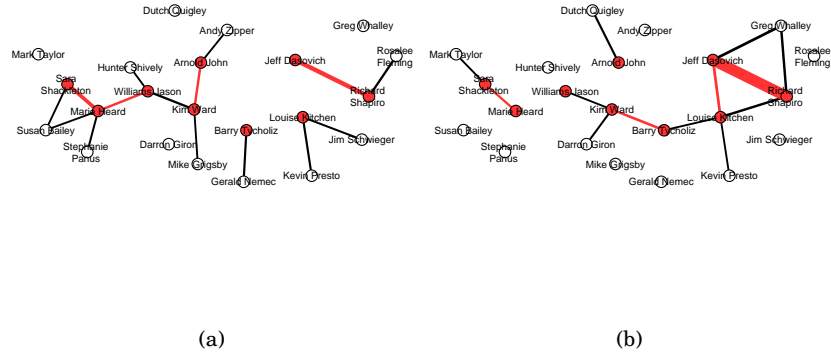 Dutch Quigley
Andy Zipper
Greg Whalley
Mark Taylor
Hunter Shively
Arnold John
Jeff Dasovich
Rosalee
Fleming
Sara
Shackleton
Williams Jason
Richard
Shapiro
Marie Heard
Kim Ward
Louise Kitchen
Susan Bailey
Barry Tycholiz
Stephanie
Panus
Darron Giron
Jim Schwieger
Mike Grigsby
Gerald Nemec
Kevin Presto
(a)
Dutch Quigley
Andy Zipper
Greg Whalley
Mark Taylor
Hunter Shively
Arnold John
Jeff Dasovich
Rosalee
Fleming
Sara
Shackleton
Williams Jason
Richard
Shapiro
Marie Heard
Kim Ward
Louise Kitchen
Susan Bailey
Barry Tycholiz
Stephanie
Panus
Darron Giron
Jim Schwieger
Mike Grigsby
Gerald Nemec
Kevin Presto
(b)